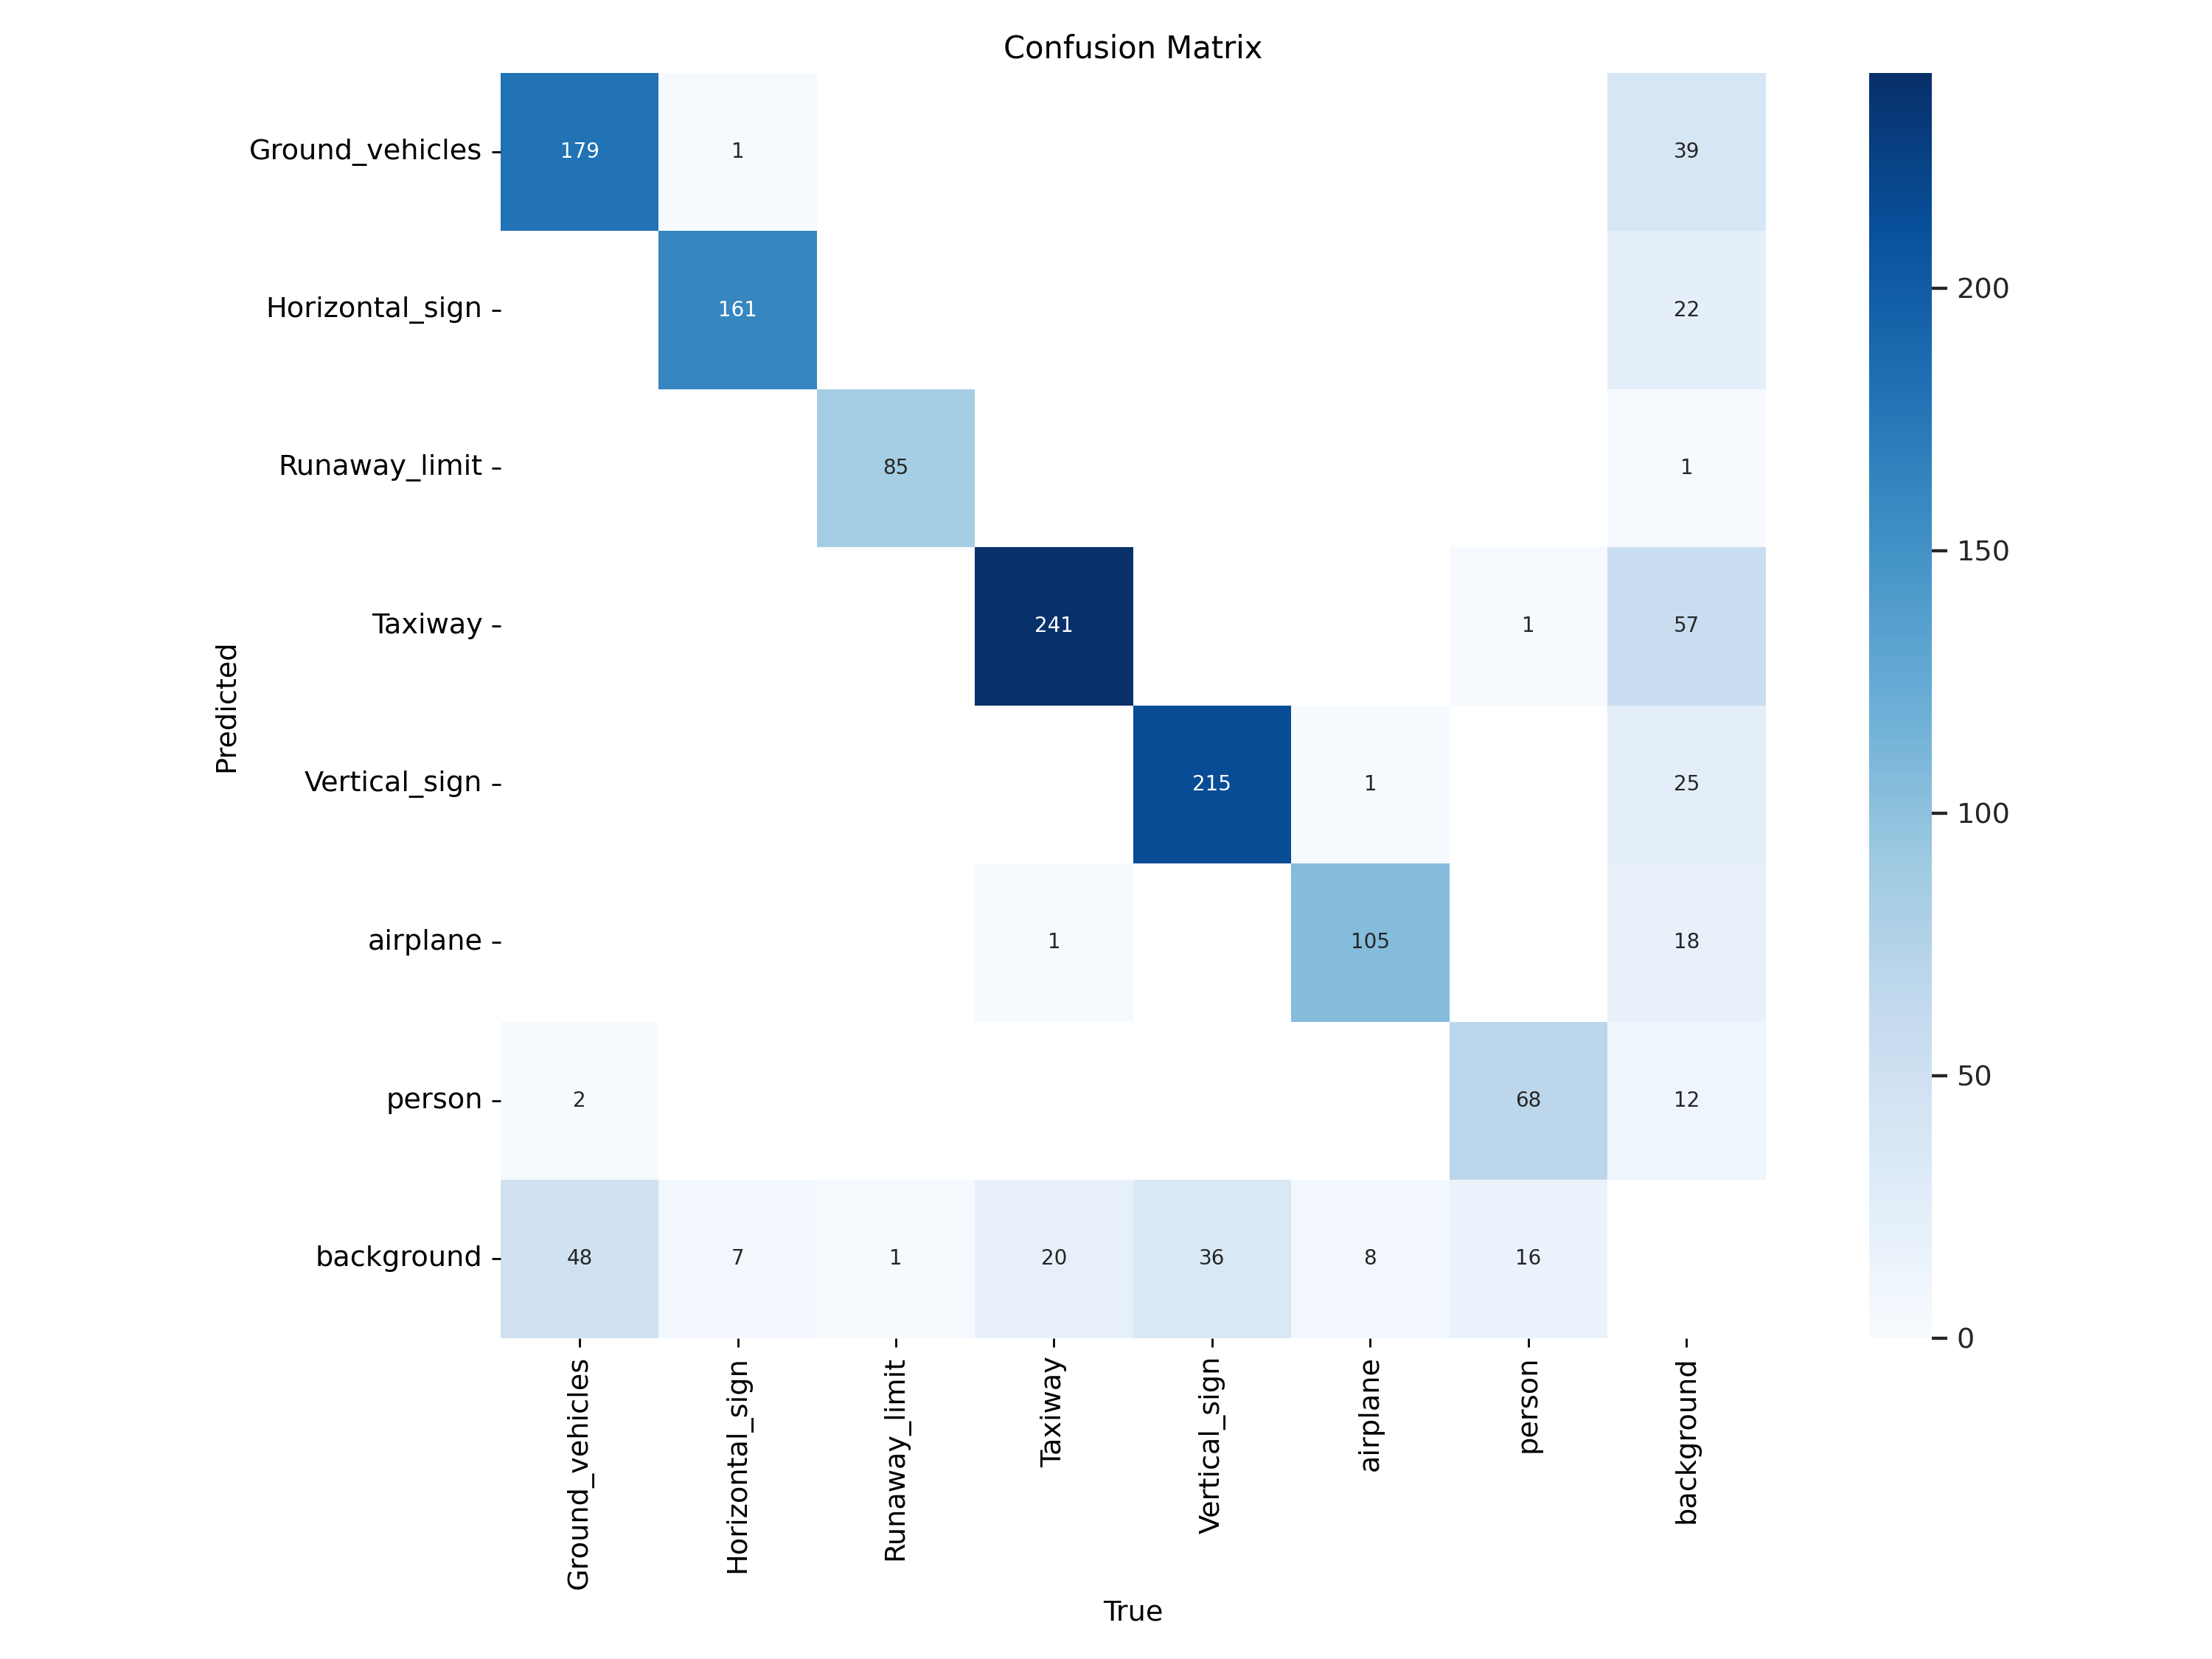 Confusion Matrix
Ground_vehicles 179 1 39
Horizontal_sign 161 22
Runaway_limit 85 1
Taxiway 241 1 57
Vertical_sign 215 1 25
airplane 1 105 18
person 2 68 12
background 48 7 1 20 36 8 16
Predicted
Ground_vehicles Horizontal_sign Runaway_limit Taxiway Vertical_sign airplane person background
True
200
150
100
50
0